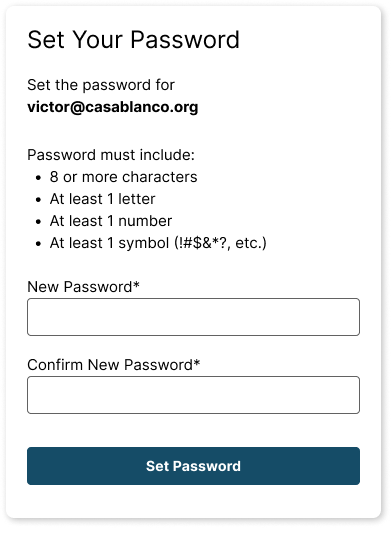 Set Your Password
Set the password for
victor@casablanco.org
Password must include:
• 8 or more characters
• At least 1 letter
• At least 1 number
• At least 1 symbol (!#$&*?, etc.)
New Password*
Confirm New Password*
Set Password